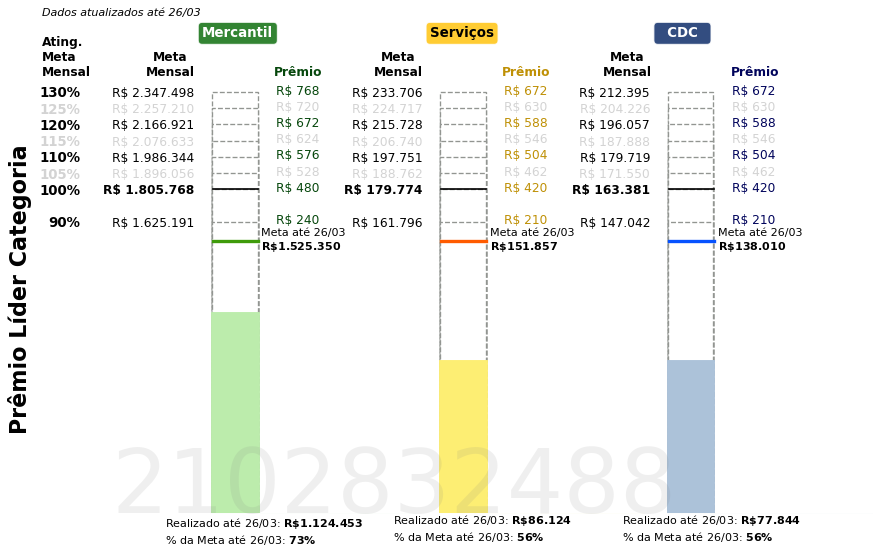 Dados atualizados até 26/03
Mercantil Serviços CDC
Ating.
Meta
Mensal
Meta
Mensal Prêmio Meta
Mensal Prêmio Meta
Mensal Prêmio
130% R$ 2.347.498 R$ 768 R$ 233.706 R$ 672 R$ 212.395 R$ 672
125% R$ 2.257.210 R$ 720 R$ 224.717 R$ 630 R$ 204.226 R$ 630
120% R$ 2.166.921 R$ 672 R$ 215.728 R$ 588 R$ 196.057 R$ 588
115% R$ 2.076.633 R$ 624 R$ 206.740 R$ 546 R$ 187.888 R$ 546
110% R$ 1.986.344 R$ 576 R$ 197.751 R$ 504 R$ 179.719 R$ 504
105% R$ 1.896.056 R$ 528 R$ 188.762 R$ 462 R$ 171.550 R$ 462
100% R$ 1.805.768 R$ 480 R$ 179.774 R$ 420 R$ 163.381 R$ 420
90% R$ 1.625.191 R$ 240 R$ 161.796 R$ 210 R$ 147.042 R$ 210
Meta até 26/03 Meta até 26/03 Meta até 26/03
R$1.525.350 R$151.857 R$138.010
Prêmio Líder Categoria
2102832488
Realizado até 26/03: R$1.124.453 Realizado até 26/03: R$86.124 Realizado até 26/03: R$77.844
% da Meta até 26/03: 73% % da Meta até 26/03: 56% % da Meta até 26/03: 56%